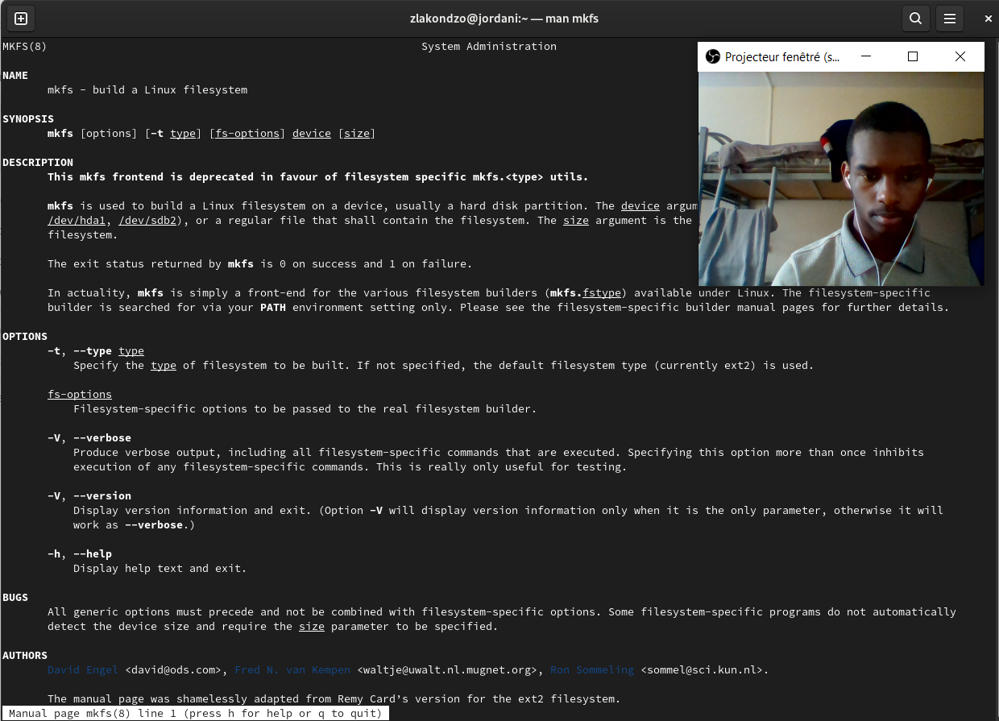 zlakondzo@jordani:~ — man mkfs
MKFS(8) System Administration
Projecteur fenêtré (s...
NAME
mkfs - build a Linux filesystem
SYNOPSIS
mkfs [options] [-t type] [fs-options] device [size]
DESCRIPTION
This mkfs frontend is deprecated in favour of filesystem specific mkfs.<type> utils.
mkfs is used to build a Linux filesystem on a device, usually a hard disk partition. The device argum
/dev/hda1, /dev/sdb2), or a regular file that shall contain the filesystem. The size argument is the
filesystem.
The exit status returned by mkfs is 0 on success and 1 on failure.
In actuality, mkfs is simply a front-end for the various filesystem builders (mkfs.fstype) available under Linux. The filesystem-specific
builder is searched for via your PATH environment setting only. Please see the filesystem-specific builder manual pages for further details.
OPTIONS
-t, --type type
Specify the type of filesystem to be built. If not specified, the default filesystem type (currently ext2) is used.
fs-options
Filesystem-specific options to be passed to the real filesystem builder.
-V, --verbose
Produce verbose output, including all filesystem-specific commands that are executed. Specifying this option more than once inhibits
execution of any filesystem-specific commands. This is really only useful for testing.
-V, --version
Display version information and exit. (Option -V will display version information only when it is the only parameter, otherwise it will
work as --verbose.)
-h, --help
Display help text and exit.
BUGS
All generic options must precede and not be combined with filesystem-specific options. Some filesystem-specific programs do not automatically
detect the device size and require the size parameter to be specified.
AUTHORS
David Engel <david@ods.com>, Fred N. van Kempen <waltje@uwalt.nl.mugnet.org>, Ron Sommeling <sommel@sci.kun.nl>.
The manual page was shamelessly adapted from Remy Card’s version for the ext2 filesystem.
Manual page mkfs(8) line 1 (press h for help or q to quit)